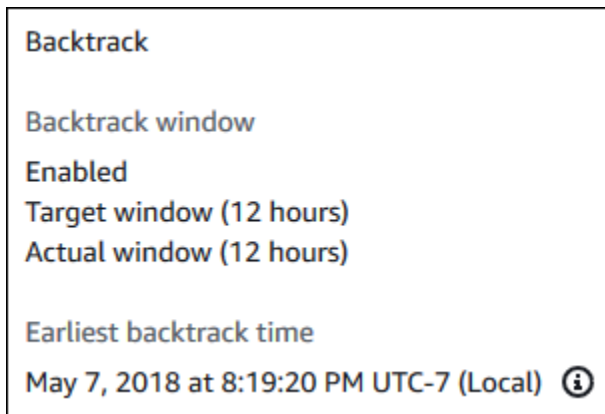 Backtrack
Backtrack window
Enabled
Target window (12 hours)
Actual window (12 hours)
Earliest backtrack time
May 7, 2018 at 8:19:20 PM UTC-7 (Local)